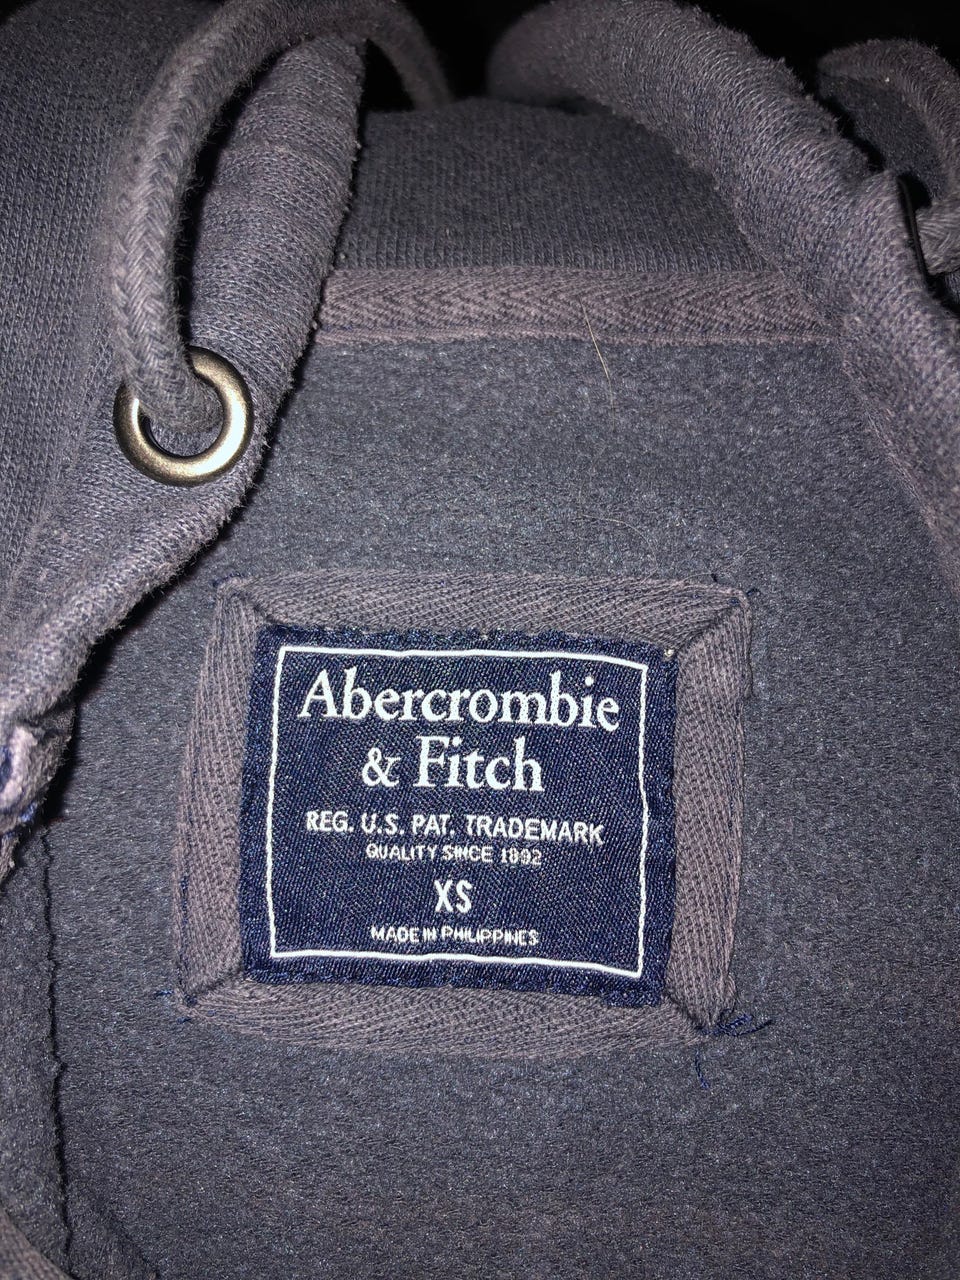 Abercrombie
& Fitch
REG. U.S. PAT. TRADEMARK
QUALITY SINCE 1892
XS
MADE IN PHILIPPINES